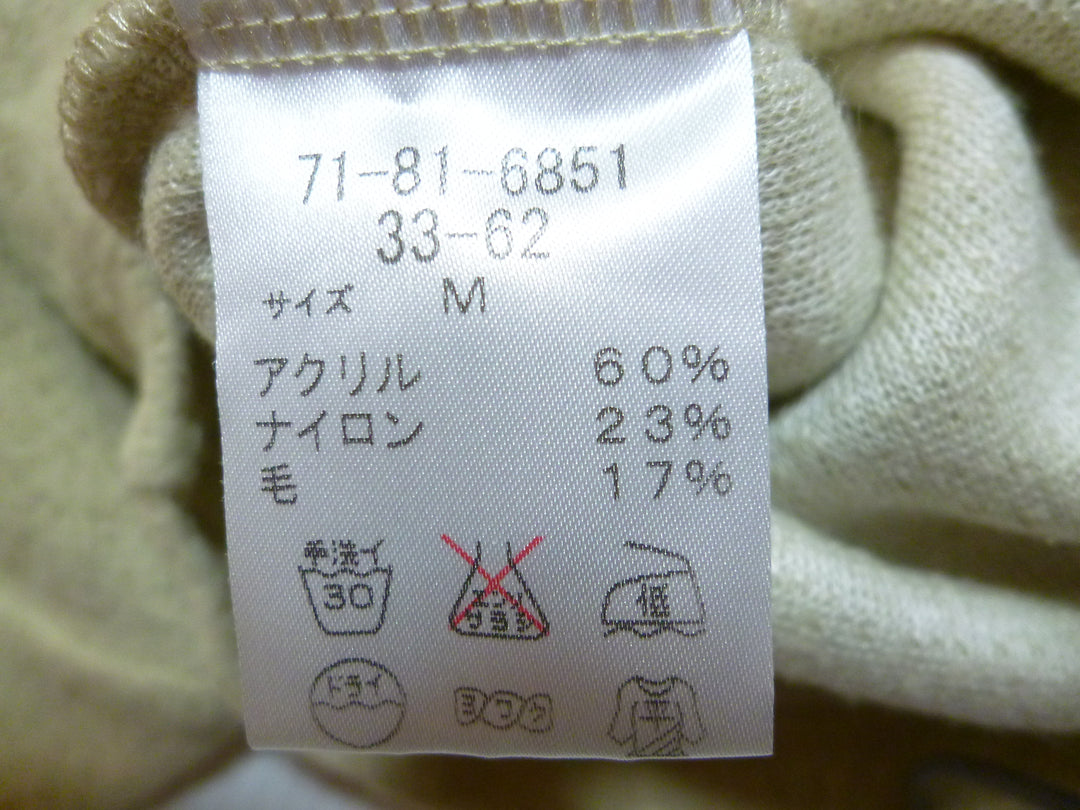 71-81-6851
33-62
サイズ M
アクリル 60%
ナイロン 23%
毛 17%
手洗イ
30
エンソ
サラシ
低
ドライ
ヨワク
平